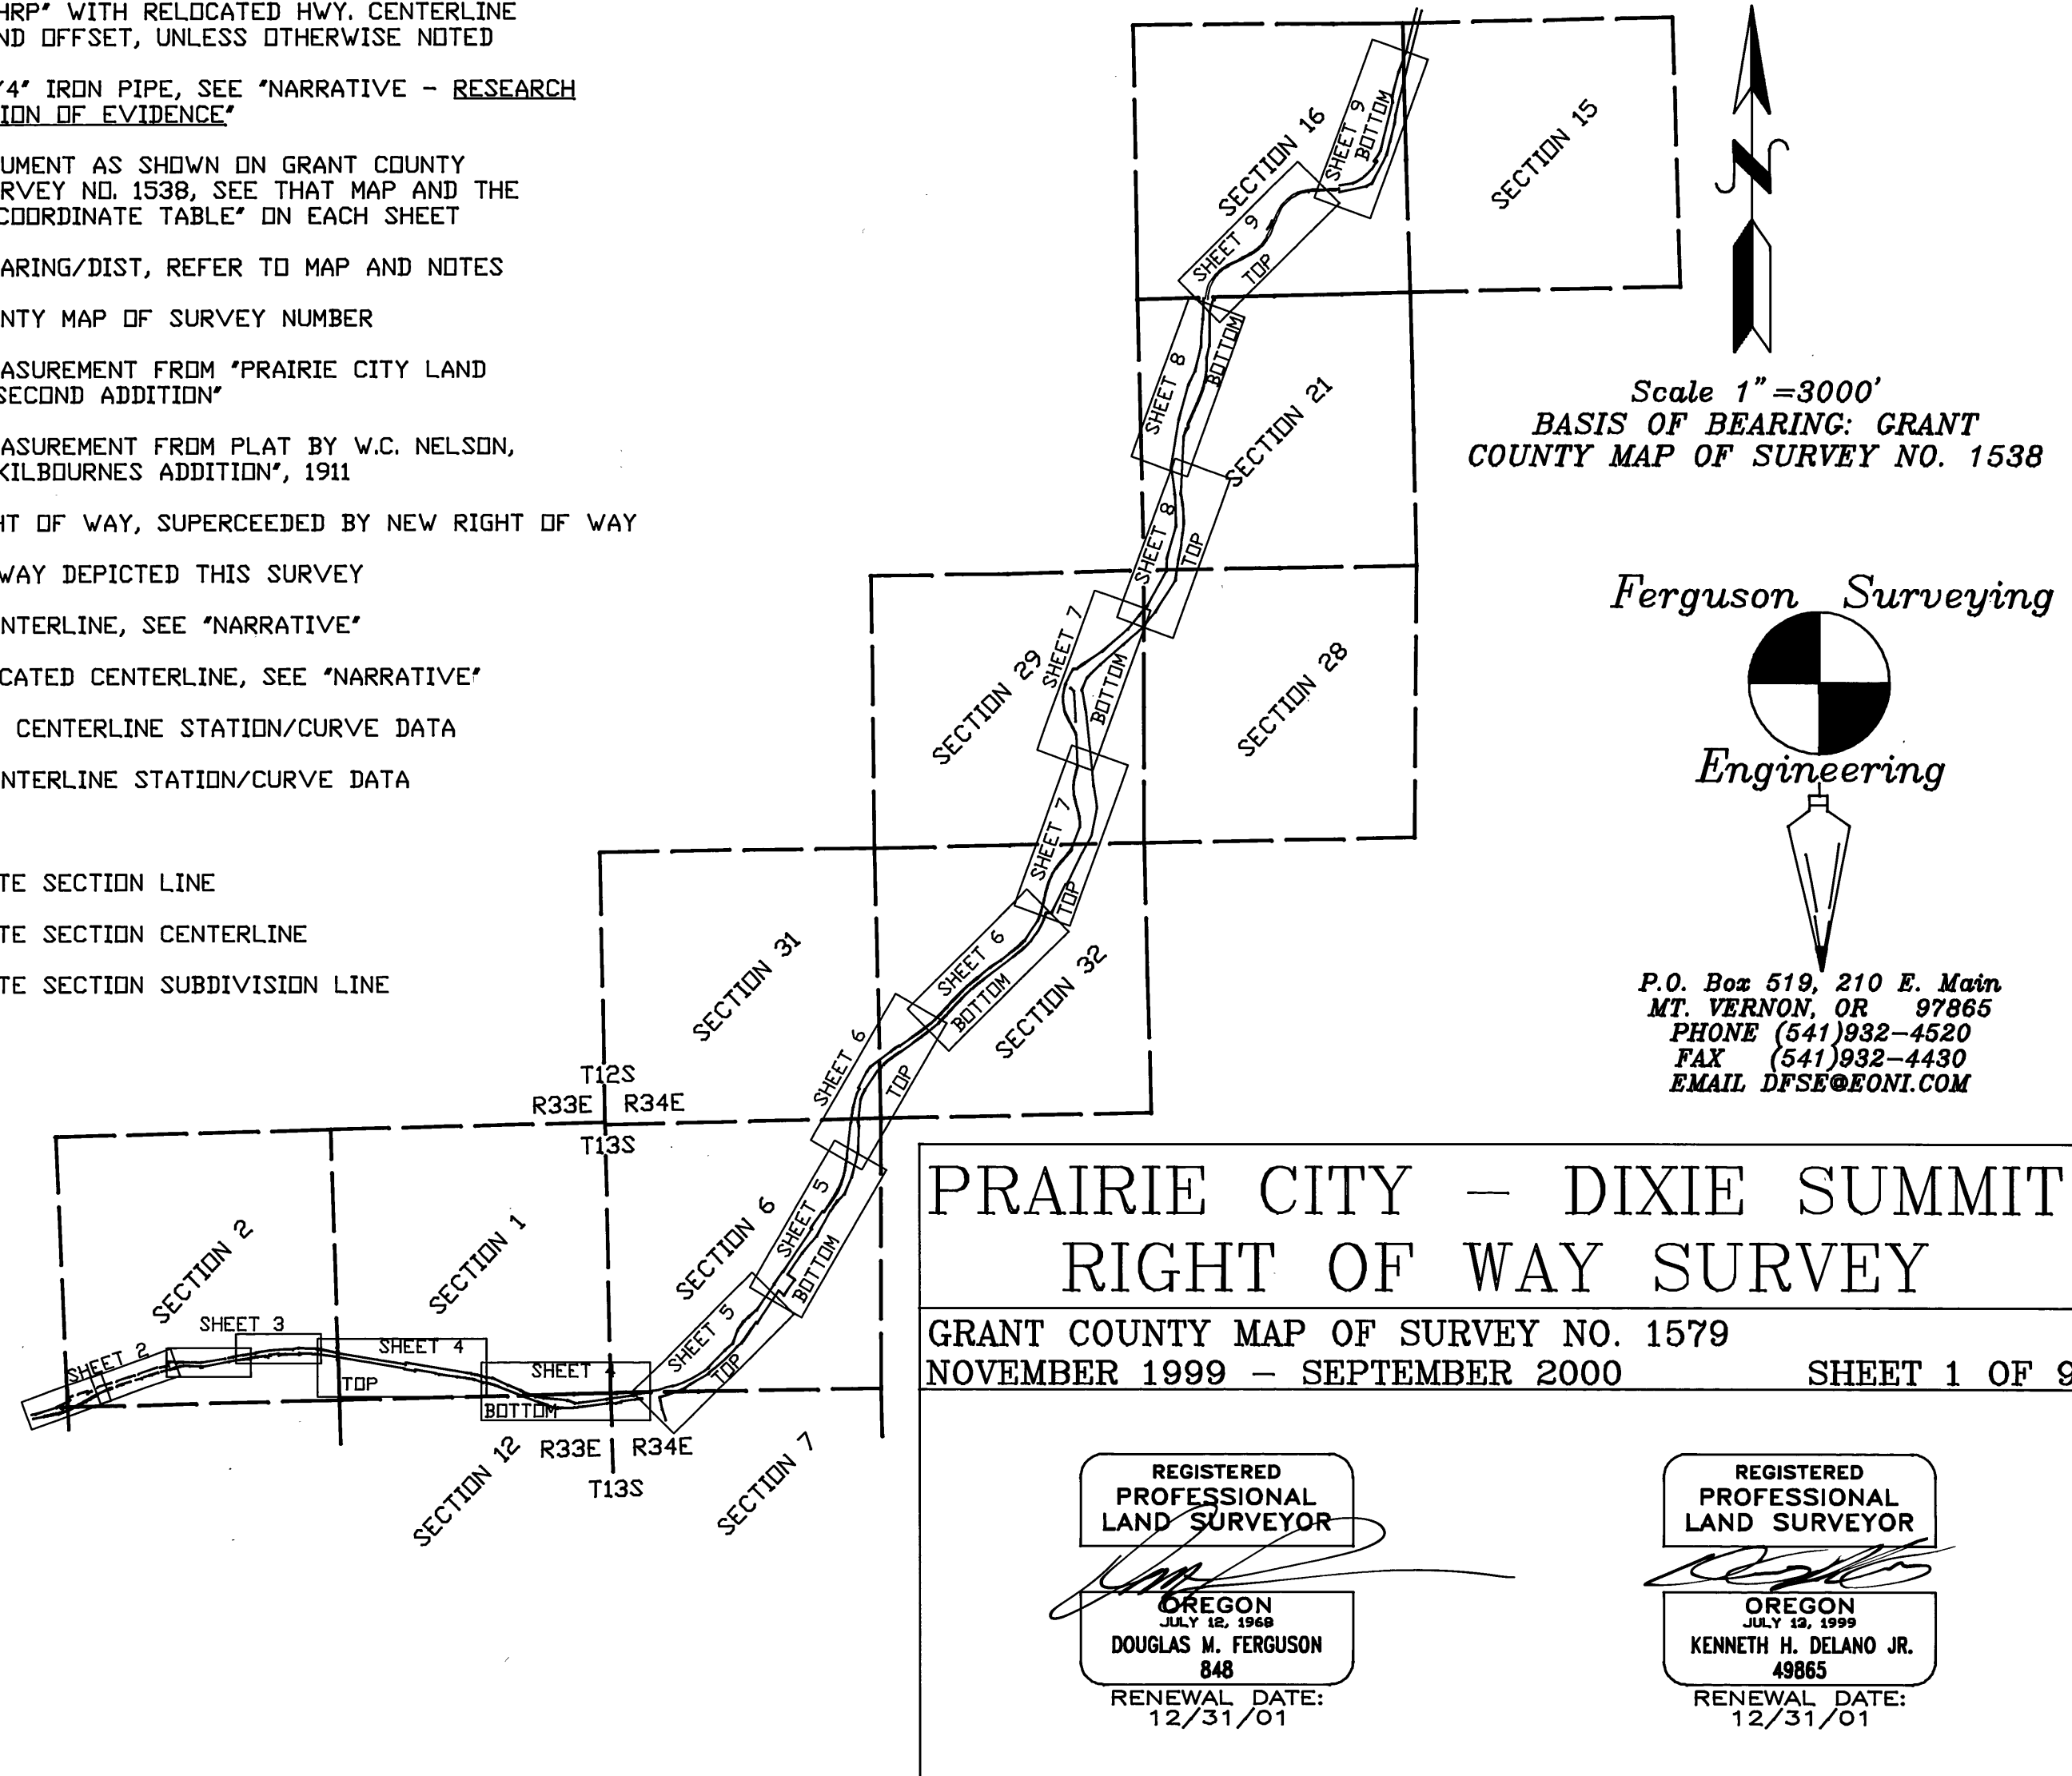 HRP" WITH RELOCATED HWY. CENTERLINE
ND OFFSET, UNLESS OTHERWISE NOTED
/4" IRON PIPE, SEE "NARRATIVE - RESEARCH
ION OF EVIDENCE"
UMENT AS SHOWN ON GRANT COUNTY
RVEY NO. 1538, SEE THAT MAP AND THE
COORDINATE TABLE" ON EACH SHEET
ARING/DIST, REFER TO MAP AND NOTES
NTY MAP OF SURVEY NUMBER
ASUREMENT FROM "PRAIRIE CITY LAND
SECOND ADDITION"
ASUREMENT FROM PLAT BY W.C. NELSON,
KILBOURNES ADDITION", 1911
HT OF WAY, SUPERCEEDED BY NEW RIGHT OF WAY
WAY DEPICTED THIS SURVEY
NTERLINE, SEE "NARRATIVE"
CATED CENTERLINE, SEE "NARRATIVE"
CENTERLINE STATION/CURVE DATA
NTERLINE STATION/CURVE DATA
TE SECTION LINE
TE SECTION CENTERLINE
TE SECTION SUBDIVISION LINE
SECTION 16
SHEET 9
BOTTOM
SECTION 15
SHEET 9
TOP
SHEET 8
BOTTOM
SECTION 21
SHEET 8
TOP
SECTION 29
SHEET 7
BOTTOM
SECTION 28
SHEET 7
TOP
SECTION 31
SHEET 6
BOTTOM
SECTION 32
SHEET 6
TOP
T12S
R33E R34E
T13S
SECTION 2
SECTION 1
SECTION 6
SHEET 5
BOTTOM
SHEET 5
TOP
SHEET 2
SHEET 3
SHEET 4
TOP
SHEET 4
BOTTOM
SECTION 12
R33E R34E
T13S
SECTION 7
N
Scale 1"=3000'
BASIS OF BEARING: GRANT
COUNTY MAP OF SURVEY NO. 1538
Ferguson Surveying
Engineering
P.O. Box 519, 210 E. Main
MT. VERNON, OR 97865
PHONE (541)932-4520
FAX (541)932-4430
EMAIL DFSE@EONI.COM
PRAIRIE CITY - DIXIE SUMMIT
RIGHT OF WAY SURVEY
GRANT COUNTY MAP OF SURVEY NO. 1579
NOVEMBER 1999 - SEPTEMBER 2000 SHEET 1 OF 9
REGISTERED
PROFESSIONAL
LAND SURVEYOR
OREGON
JULY 12, 1968
DOUGLAS M. FERGUSON
848
RENEWAL DATE:
12/31/01
REGISTERED
PROFESSIONAL
LAND SURVEYOR
OREGON
JULY 13, 1999
KENNETH H. DELANO JR.
49865
RENEWAL DATE:
12/31/01